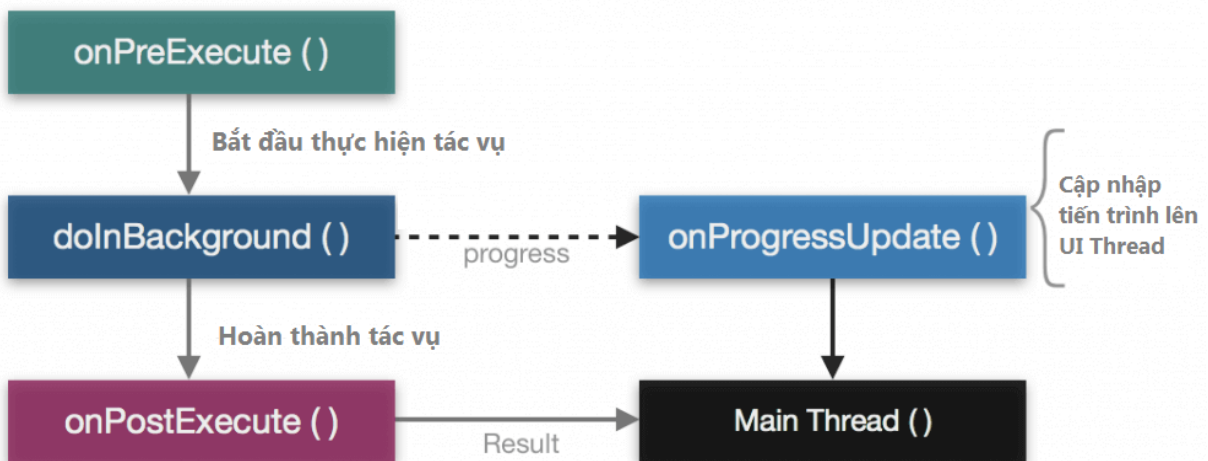 onPreExecute ( )
Bắt đầu thực hiện tác vụ
doInBackground ( )
progress
onProgressUpdate ( )
Cập nhập
tiến trình lên
UI Thread
Hoàn thành tác vụ
onPostExecute ( )
Result
Main Thread ( )